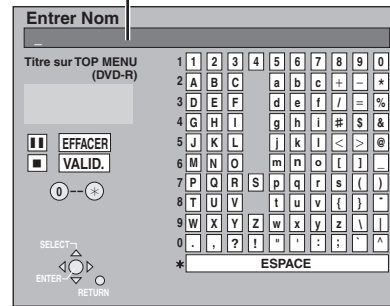 Entrer Nom
_
Titre sur TOP MENU
(DVD-R)
EFFACER
VALID.
0 -- *
SELECT
ENTER
RETURN
1 1 2 3 4 5 6 7 8 9 0
2 A B C a b c + - *
3 D E F d e f / = %
4 G H I g h i # $ &
5 J K L j k l < > @
6 M N O m n o [ ] _
7 P Q R S p q r s ( )
8 T U V t u v { }
9 W X Y Z w x y z \ |
0 . , ? ! " ' : ; ` ^
* ESPACE